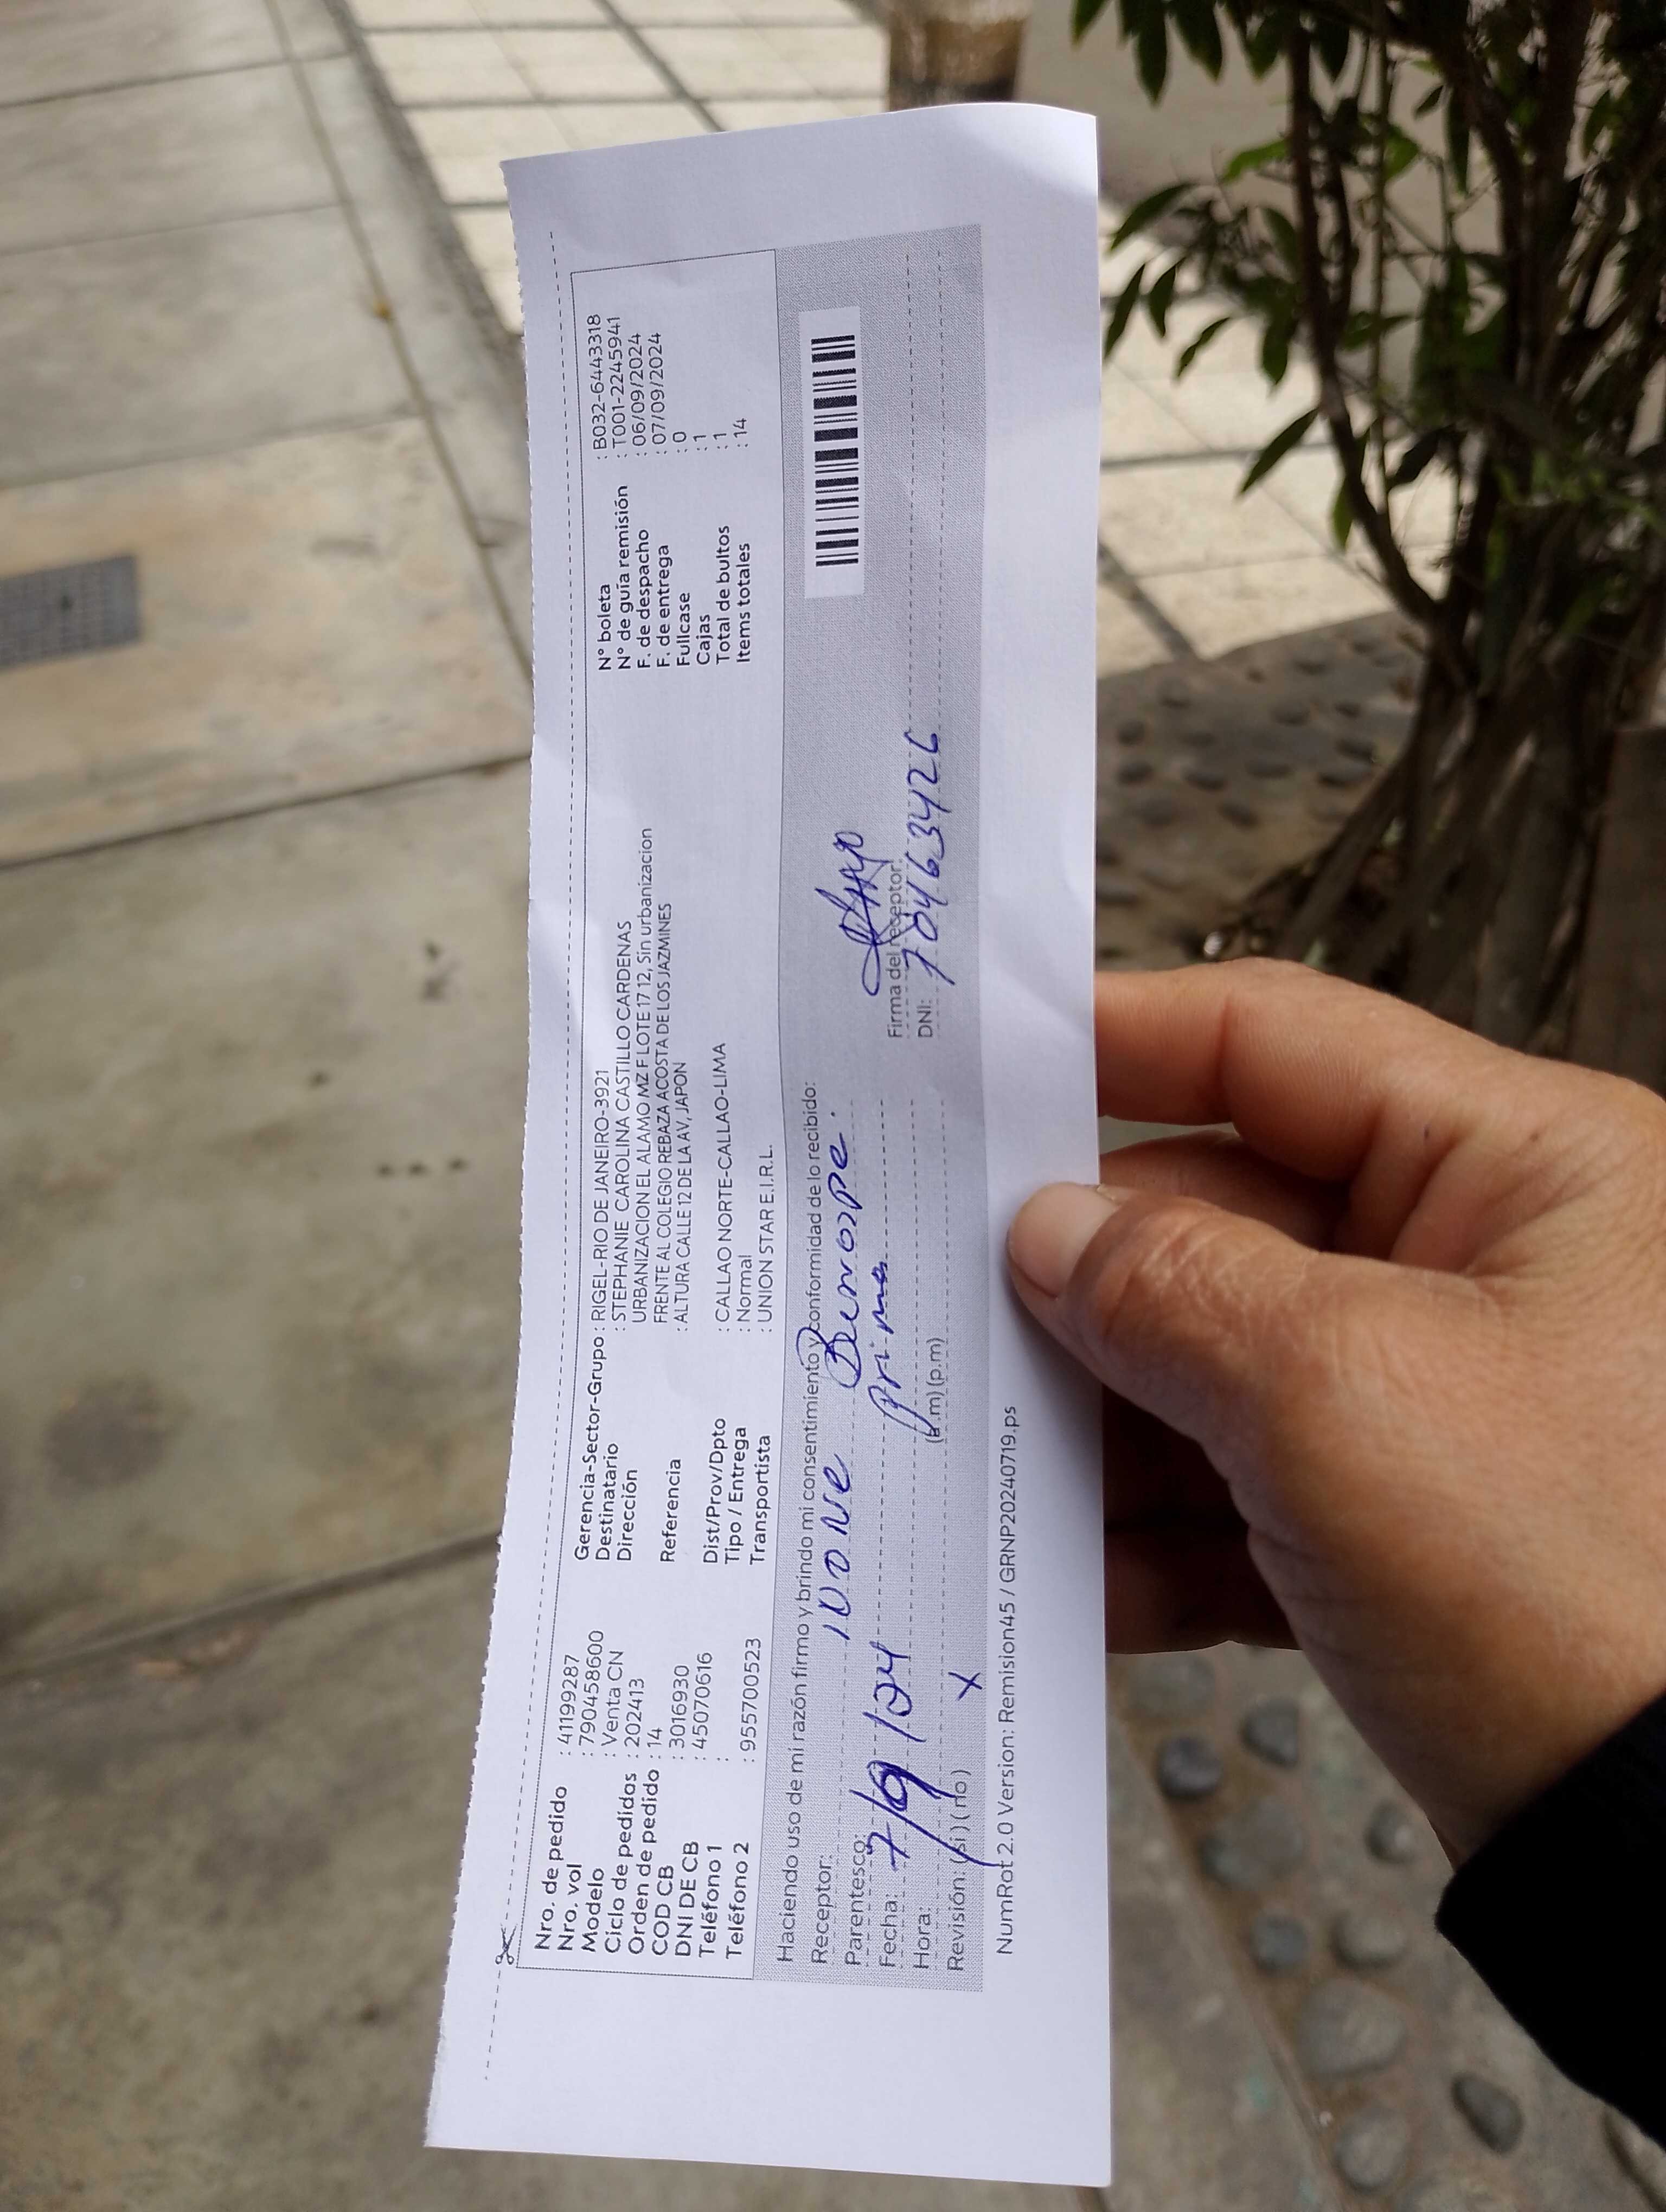 Nro. de pedido : 41199287
Nro. vol : 790458600
Modelo : Venta CN
Ciclo de pedidos : 202413
Orden de pedido : 14
COD CB : 3016930
DNI DE CB : 45070616
Teléfono 1 :
Teléfono 2 : 955700523
Gerencia-Sector-Grupo : RIGEL-RIO DE JANEIRO-3921
Destinatario : STEPHANIE CAROLINA CASTILLO CARDENAS
Dirección URBANIZACION EL ALAMO MZ F LOTE 17 12, Sin urbanizacion
FRENTE AL COLEGIO REBAZA ACOSTA DE LOS JAZMINES
Referencia : ALTURA CALLE 12 DE LA AV, JAPON
Dist/Prov/Dpto : CALLAO NORTE-CALLAO-LIMA
Tipo / Entrega : Normal
Transportista : UNION STAR E.I.R.L.
N° boleta : B032-6443318
N° de guía remisión : T001-2245941
F. de despacho : 06/09/2024
F. de entrega : 07/09/2024
Fullcase : 0
Cajas : 1
Total de bultos : 1
Items totales : 14
Haciendo uso de mi razón firmo y brindo mi consentimiento y conformidad de lo recibido:
Receptor:
Parentesco: prima
Fecha: 7/9/24
Hora: (a.m) (p.m)
Revisión: (si) (no) X
Firma del receptor:
DNI: 70463426
NumRot 2.0 Version: Remision45 / GRNP20240719.ps